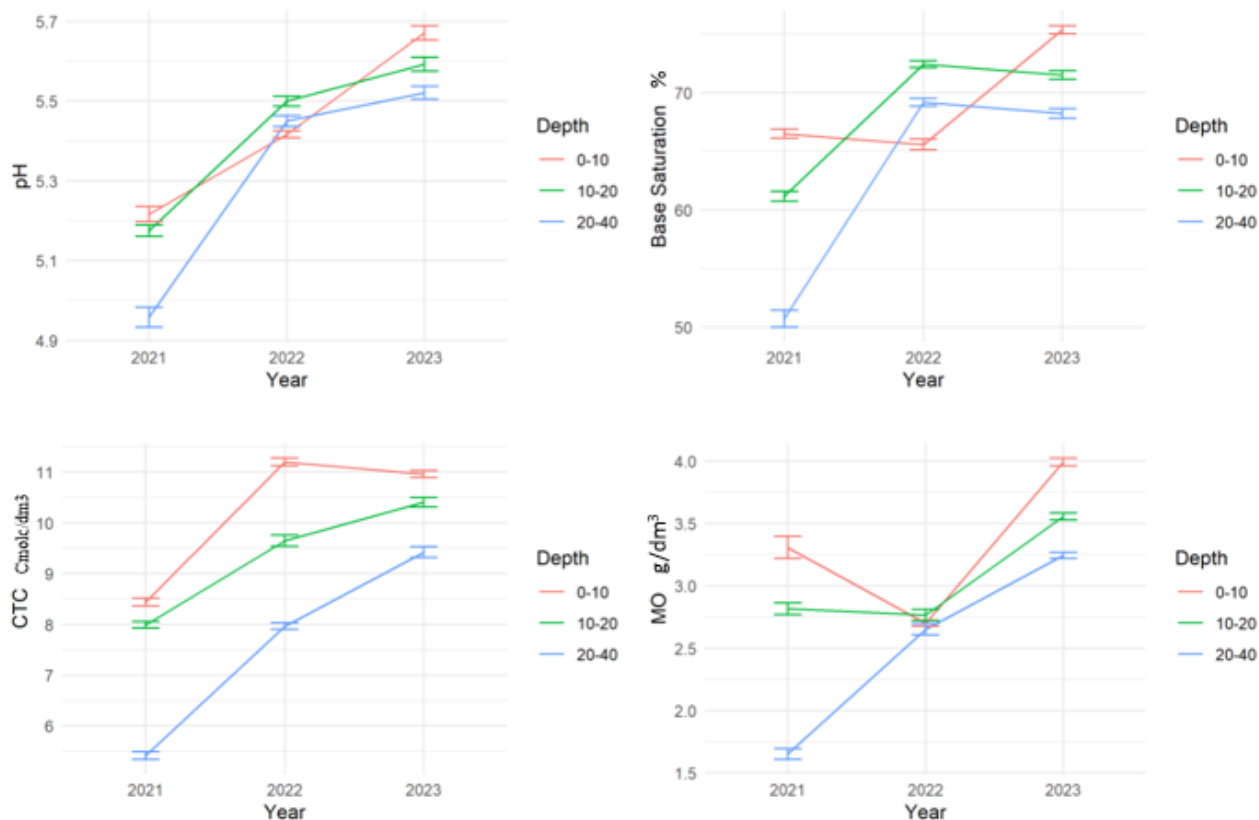 pH
5.7
5.5
5.3
5.1
4.9
2021 2022 2023
Year
Depth
0-10
10-20
20-40
Base Saturation %
70
60
50
2021 2022 2023
Year
Depth
0-10
10-20
20-40
CTC Cmolc/dm3
11
10
9
8
7
6
2021 2022 2023
Year
Depth
0-10
10-20
20-40
MO g/dm³
4.0
3.5
3.0
2.5
2.0
1.5
2021 2022 2023
Year
Depth
0-10
10-20
20-40